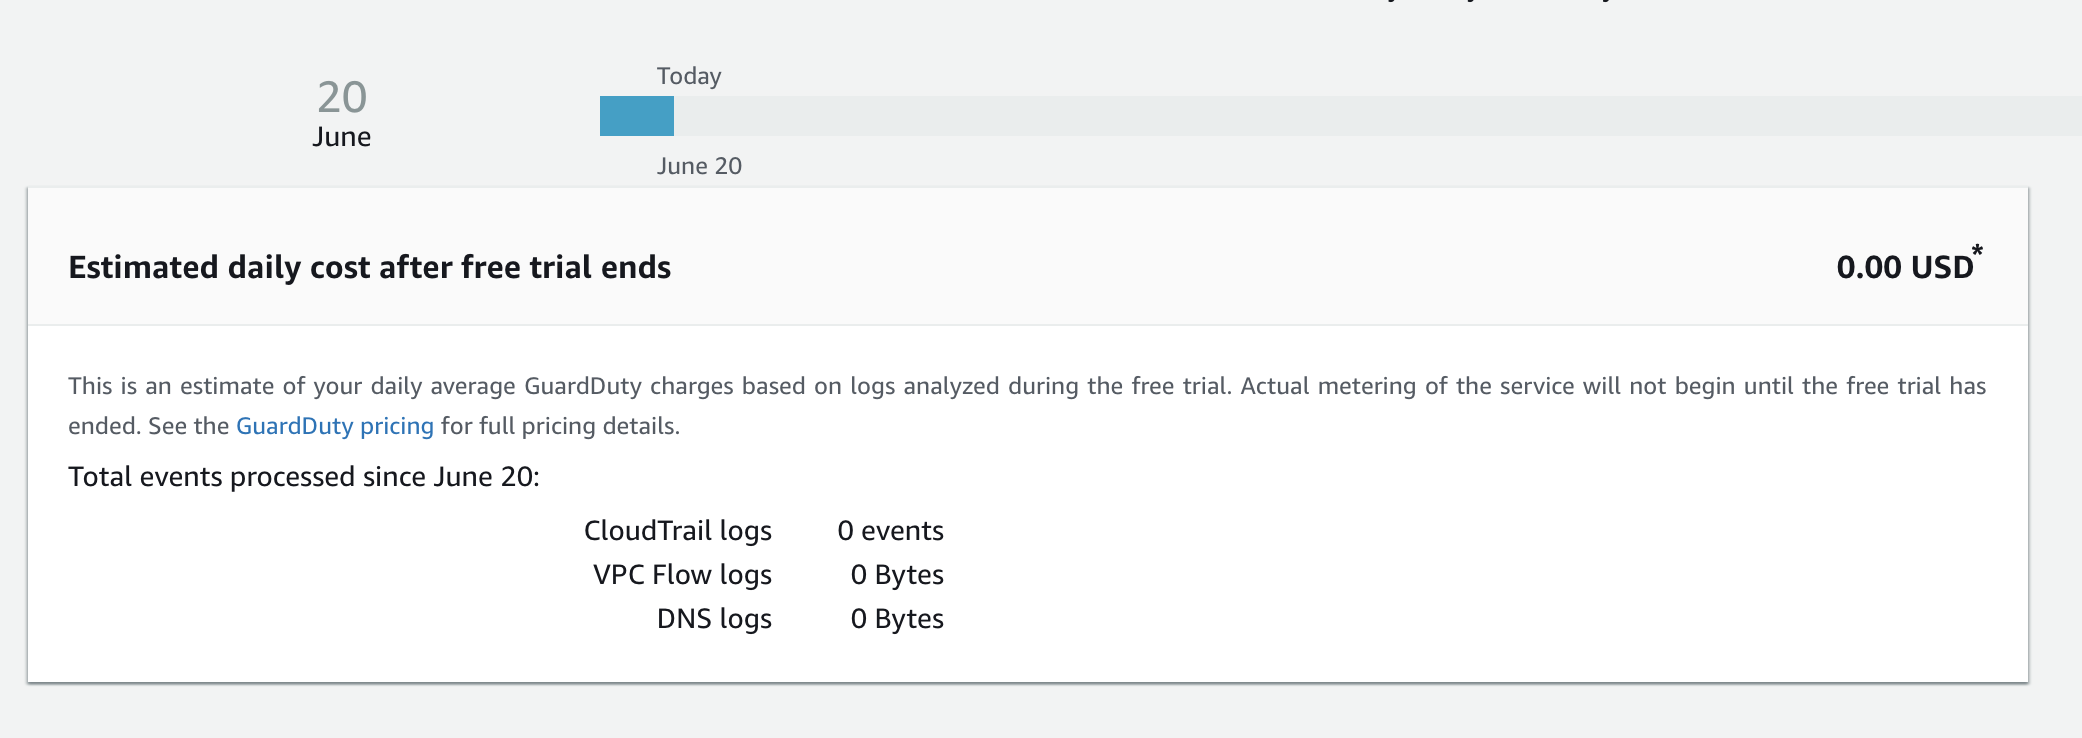 Today
20
June
June 20
Estimated daily cost after free trial ends 0.00 USD*
This is an estimate of your daily average GuardDuty charges based on logs analyzed during the free trial. Actual metering of the service will not begin until the free trial has
ended. See the GuardDuty pricing for full pricing details.
Total events processed since June 20:
CloudTrail logs 0 events
VPC Flow logs 0 Bytes
DNS logs 0 Bytes